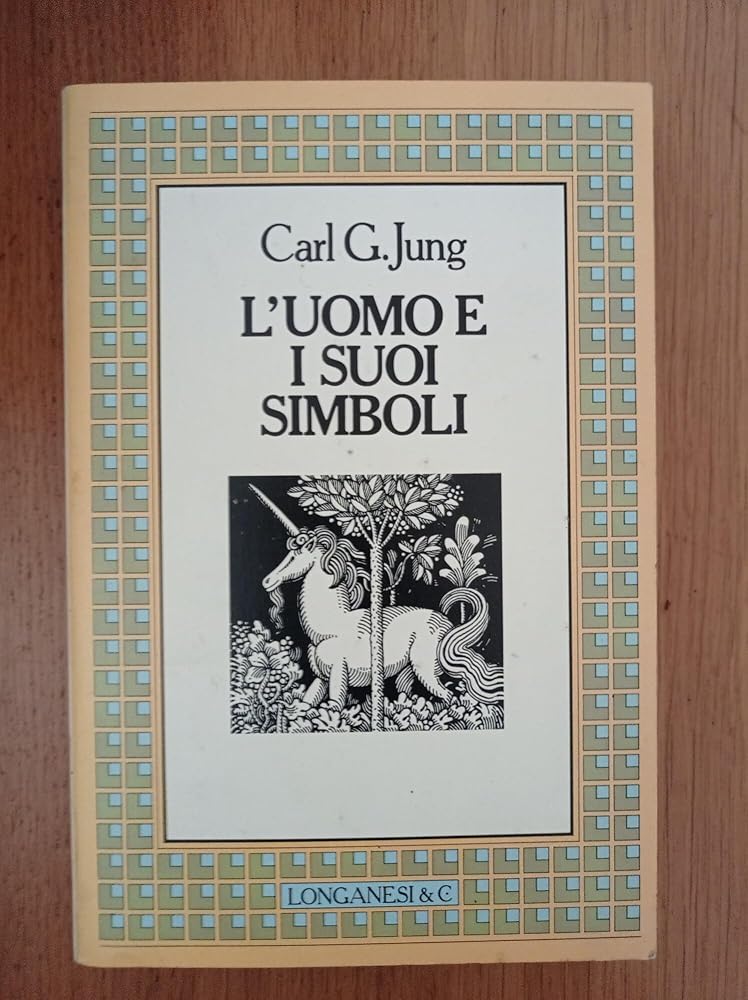 Carl G. Jung
L'UOMO E
I SUOI
SIMBOLI
LONGANESI & C